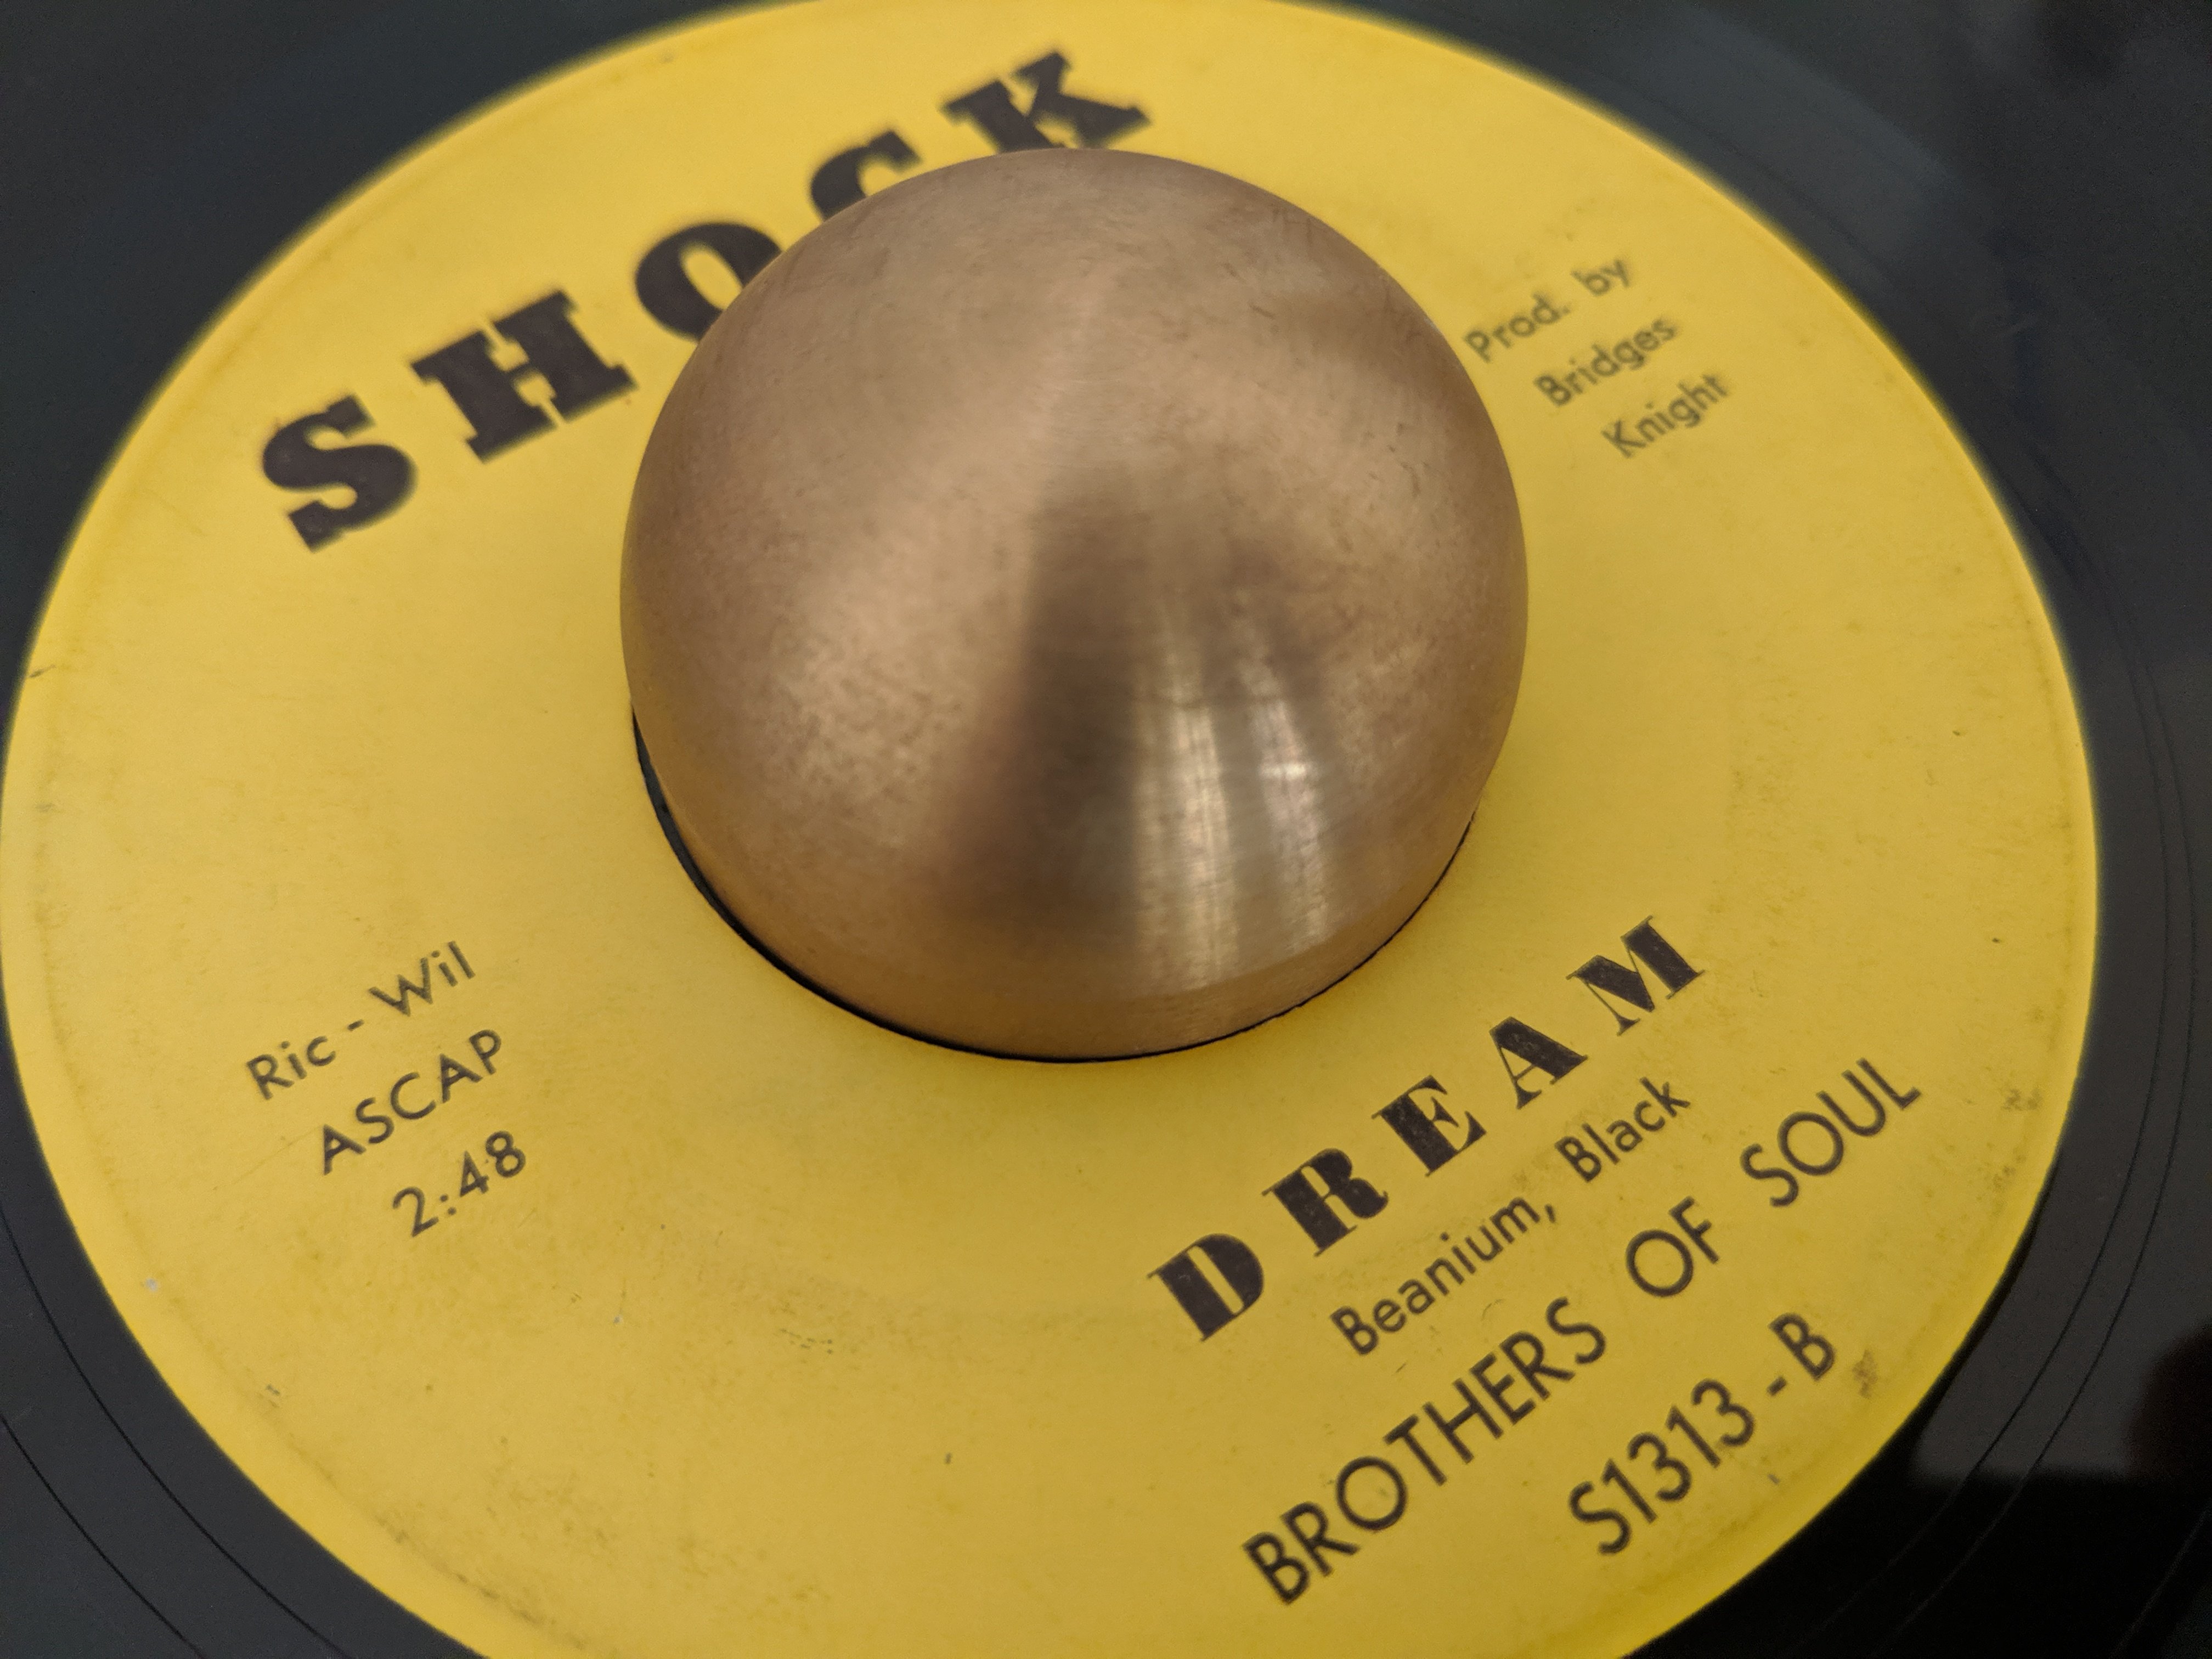 SHOCK
Prod. by
Bridges
Knight
Ric - Wil
ASCAP
2:48
DREAM
Beanium, Black
BROTHERS OF SOUL
S1313 - B